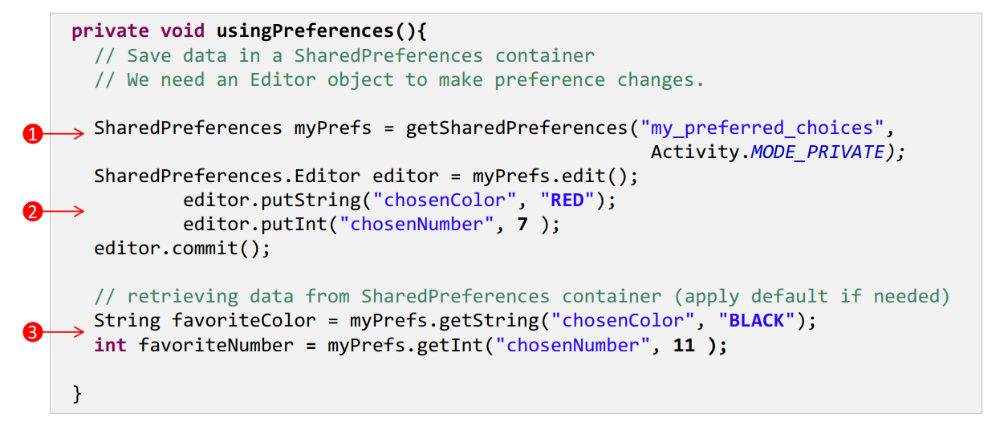 private void usingPreferences(){
// Save data in a SharedPreferences container
// We need an Editor object to make preference changes.
1 SharedPreferences myPrefs = getSharedPreferences("my_preferred_choices",
Activity.MODE_PRIVATE);
SharedPreferences.Editor editor = myPrefs.edit();
editor.putString("chosenColor", "RED");
2
editor.putInt("chosenNumber", 7 );
editor.commit();
// retrieving data from SharedPreferences container (apply default if needed)
String favoriteColor = myPrefs.getString("chosenColor", "BLACK");
3
int favoriteNumber = myPrefs.getInt("chosenNumber", 11 );
}